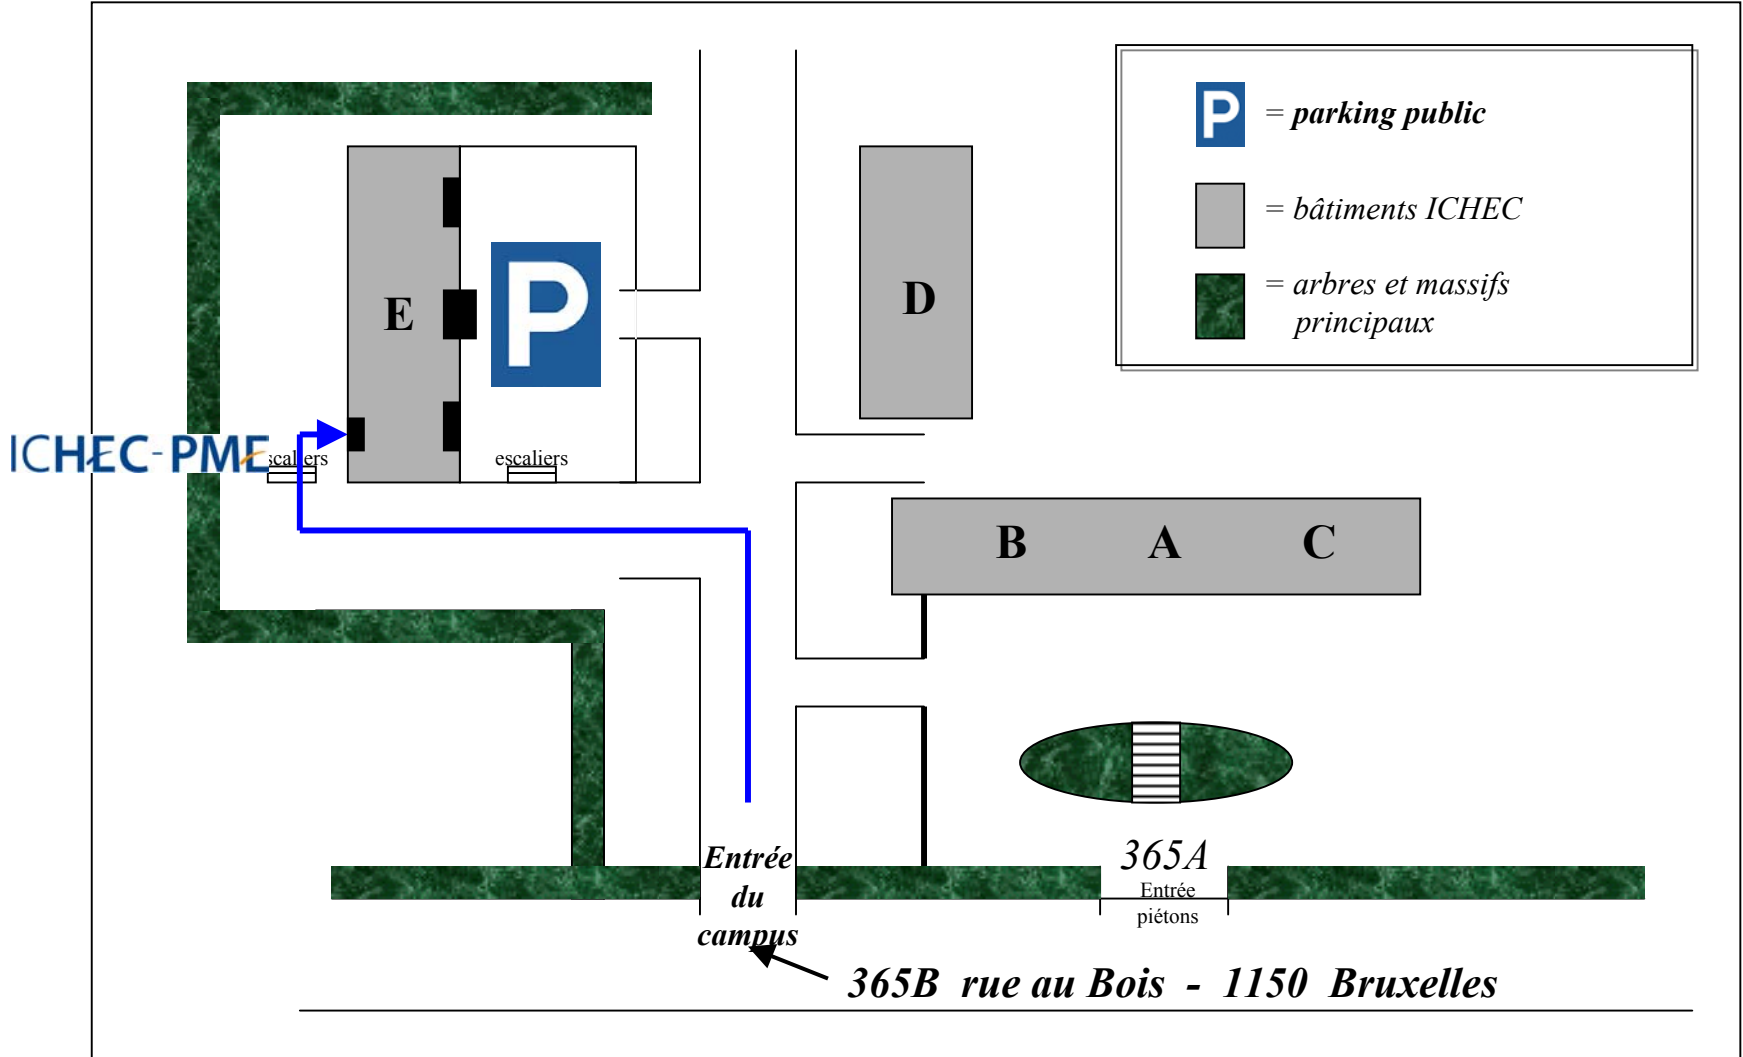 P = parking public
= bâtiments ICHEC
= arbres et massifs
principaux
E
P
D
ICHEC-PME
scaliers
escaliers
B A C
365A
Entrée
piétons
Entrée
du
campus
365B rue au Bois - 1150 Bruxelles